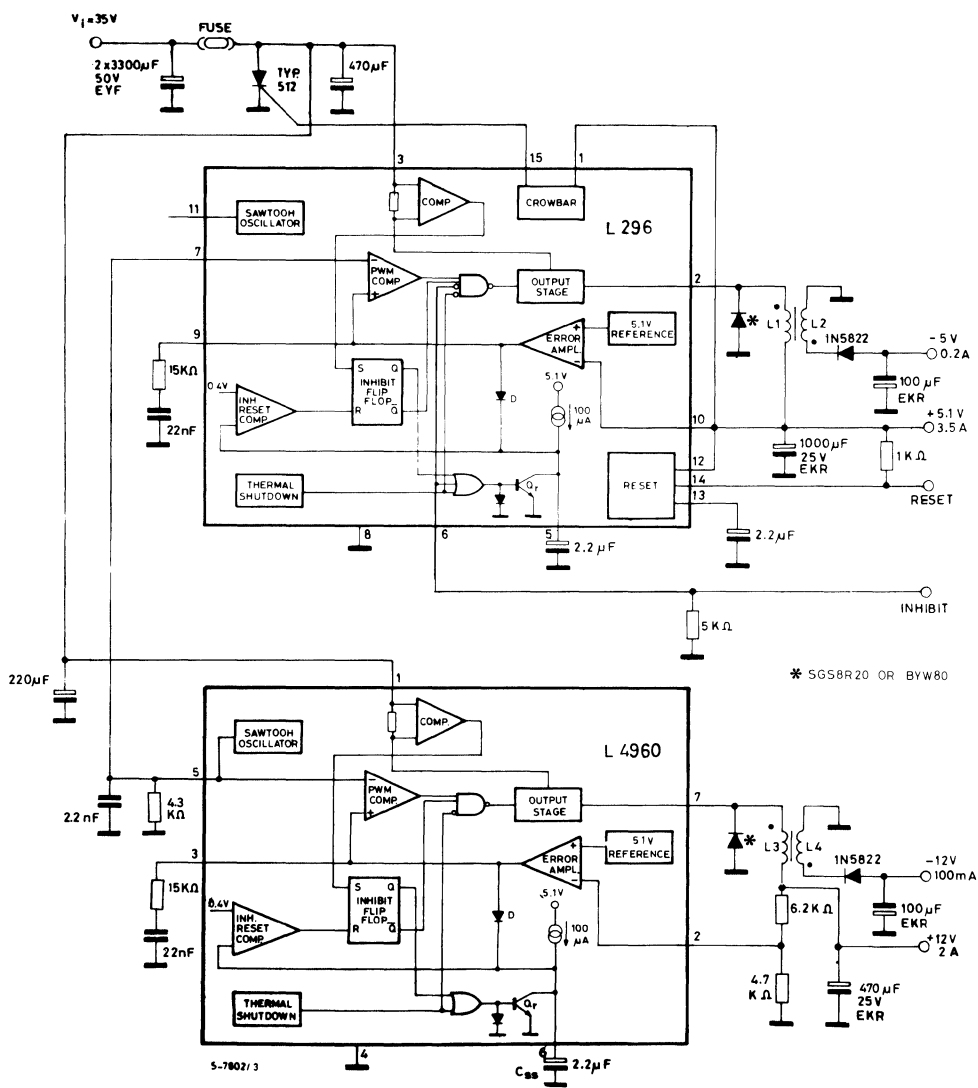 Vi=35V
FUSE
2x3300µF
50V
EYF
TYP.
512
470µF
3
15
1
11
SAWTOOH
OSCILLATOR
COMP
CROWBAR
L 296
7
PWM
COMP
OUTPUT
STAGE
2
*
L1
L2
1N5822
-5V
0.2A
100µF
EKR
9
5.1V
REFERENCE
ERROR
AMPL.
15KΩ
22nF
0.4V
INH
RESET
COMP.
S
Q
INHIBIT
FLIP
FLOP
R
Q̅
D
5.1V
100
µA
10
+5.1V
3.5A
1000µF
25V
EKR
1KΩ
12
14
13
RESET
RESET
THERMAL
SHUTDOWN
Qr
8
6
5
2.2µF
2.2µF
INHIBIT
5KΩ
* SGS8R20 OR BYW80
220µF
1
SAWTOOH
OSCILLATOR
COMP.
L 4960
5
2.2nF
4.3
KΩ
PWM
COMP.
OUTPUT
STAGE
7
*
L3
L4
1N5822
-12V
100mA
100µF
EKR
3
51V
REFERENCE
ERROR
AMPL.
15KΩ
22nF
0.4V
INH.
RESET
COMP.
S
Q
INHIBIT
FLIP
FLOP
R
Q̅
D
5.1V
100
µA
2
6.2KΩ
+12V
2A
4.7
KΩ
470µF
25V
EKR
THERMAL
SHUTDOWN
Qr
S-7802/3
4
6
Css
2.2µF